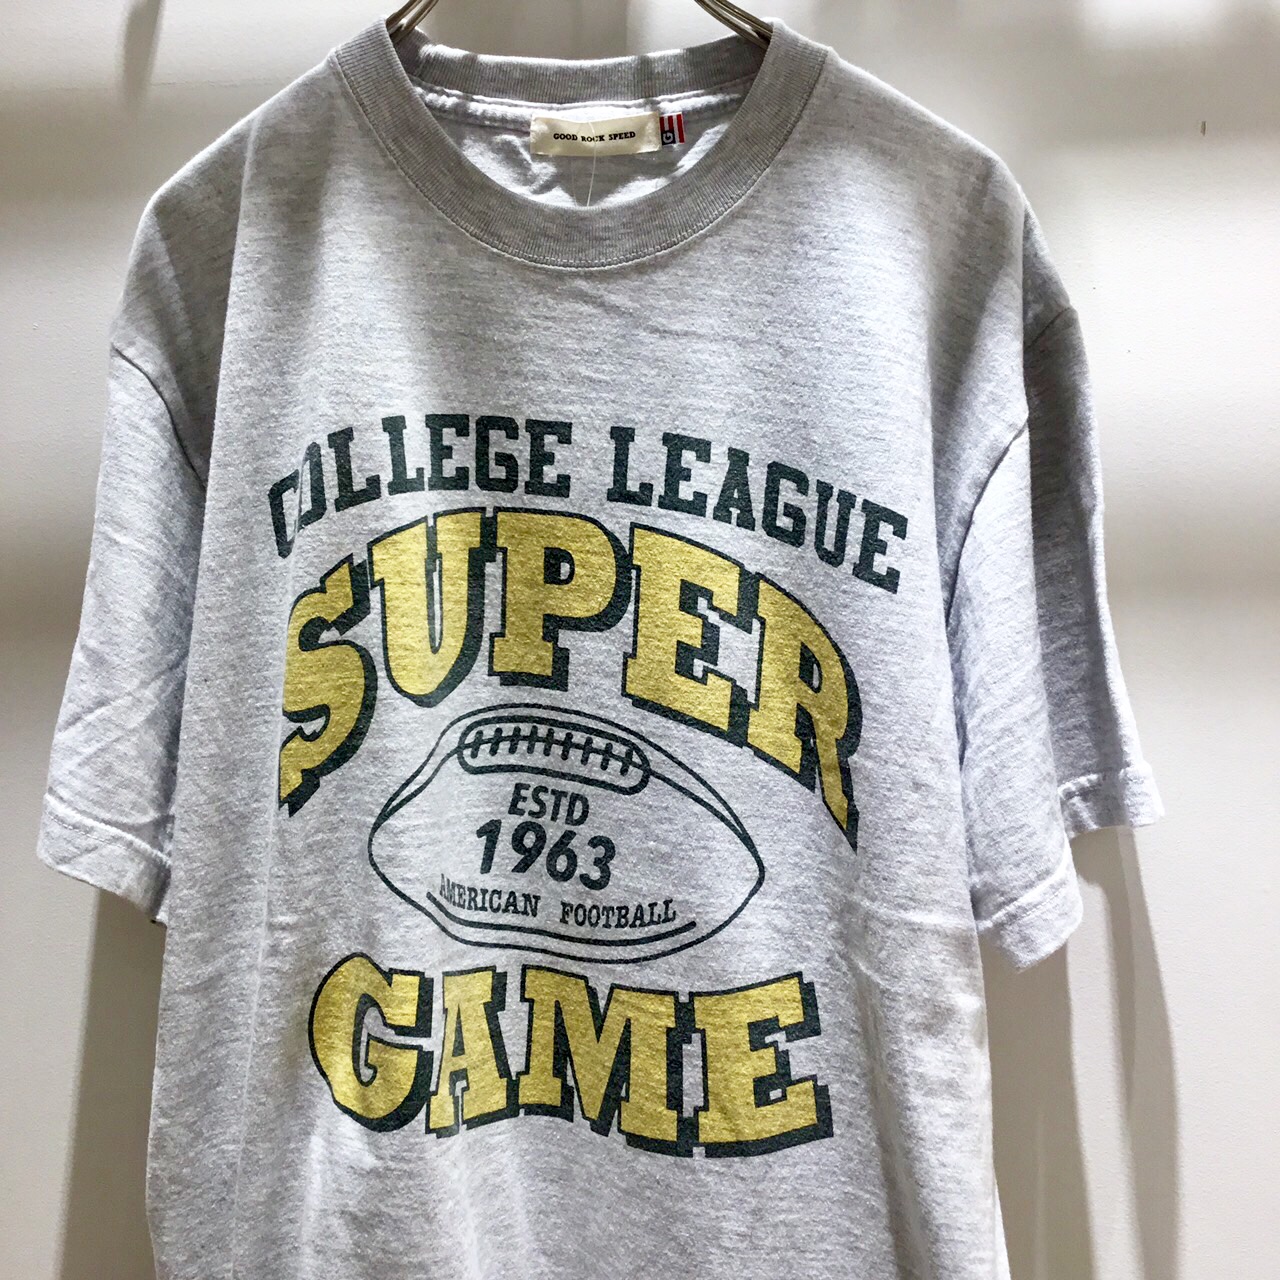 GOOD ROCK SPEED
G
COLLEGE LEAGUE
SUPER
ESTD
1963
AMERICAN FOOTBALL
GAME